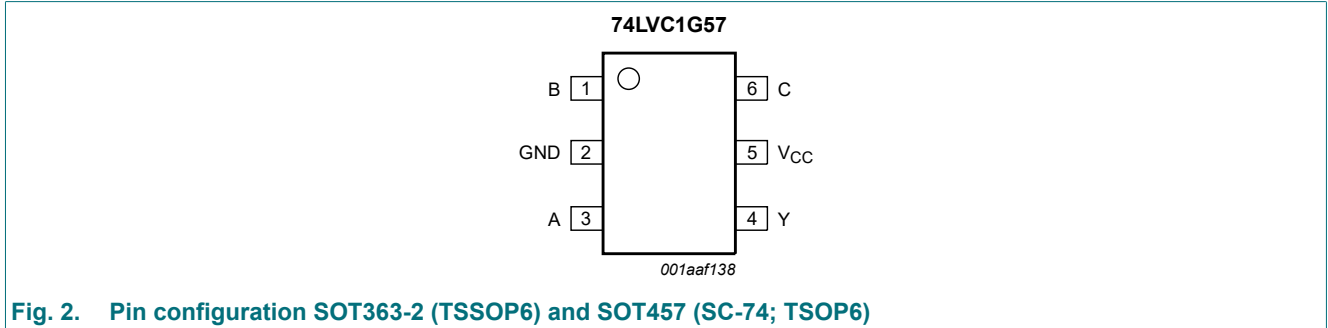 74LVC1G57
B 1 6 C
GND 2 5 VCC
A 3 4 Y
001aaf138
Fig. 2. Pin configuration SOT363-2 (TSSOP6) and SOT457 (SC-74; TSOP6)